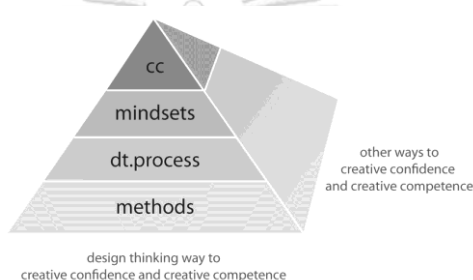 cc
mindsets
dt.process
methods
other ways to
creative confidence
and creative competence
design thinking way to
creative confidence and creative competence